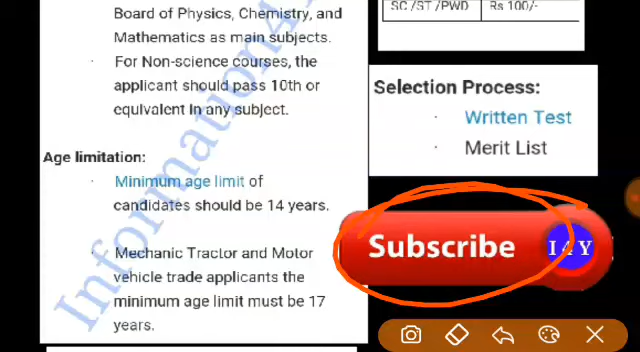 Board of Physics, Chemistry, and
Mathematics as main subjects.
· For Non-science courses, the
applicant should pass 10th or
equivalent in any subject.
Age limitation:
· Minimum age limit of
candidates should be 14 years.
· Mechanic Tractor and Motor
vehicle trade applicants the
minimum age limit must be 17
years.
SC /ST /PWD Rs 100/-
Selection Process:
· Written Test
· Merit List
Subscribe
I 4 Y